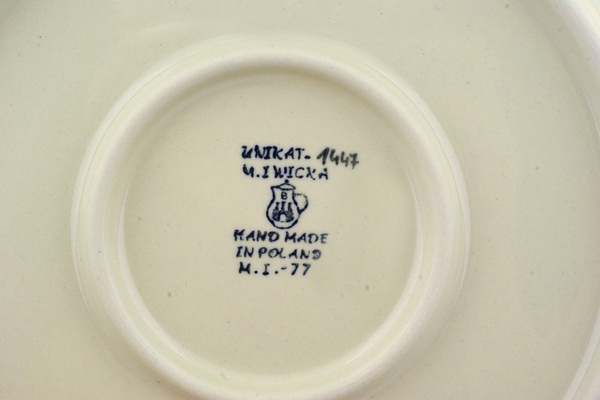 UNIKAT- 1447
M. IWICKA
B
HAND MADE
IN POLAND
M. I. - 77